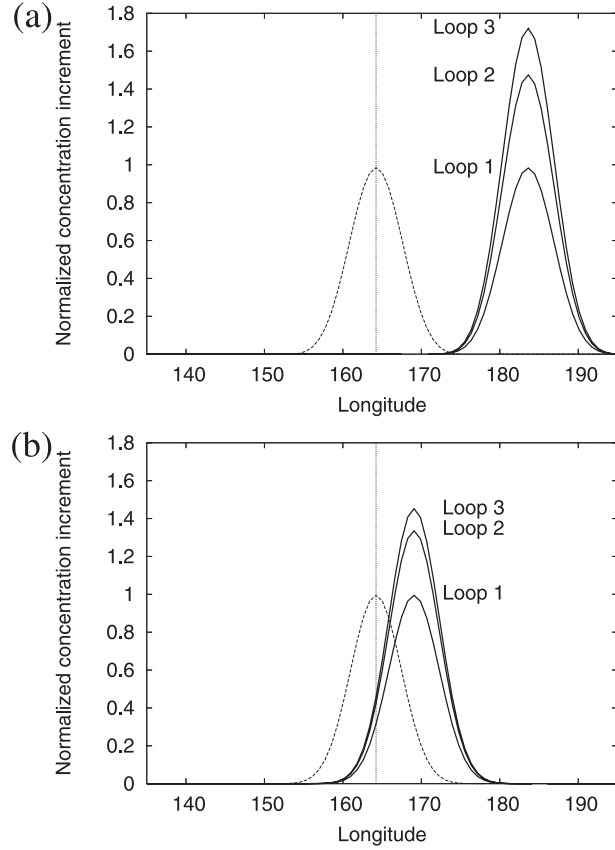 (a)
Normalized concentration increment
1.8
1.6
1.4
1.2
1
0.8
0.6
0.4
0.2
0
Loop 3
Loop 2
Loop 1
140 150 160 170 180 190
Longitude
(b)
Normalized concentration increment
1.8
1.6
1.4
1.2
1
0.8
0.6
0.4
0.2
0
Loop 3
Loop 2
Loop 1
140 150 160 170 180 190
Longitude